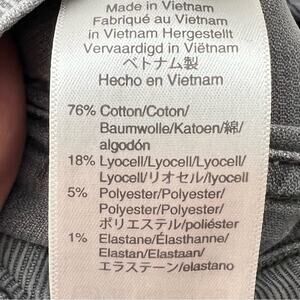 Made in Vietnam
Fabriqué au Vietnam
in Vietnam Hergestellt
Vervaardigd in Viëtnam
ベトナム製
Hecho en Vietnam
76% Cotton/Coton/
Baumwolle/Katoen/綿/
algodón
18% Lyocell/Lyocell/Lyocell/
Lyocell/リオセル/lyocell
5% Polyester/Polyester/
Polyester/Polyester/
ポリエステル/poliéster
1% Elastane/Élasthanne/
Elastan/Elastaan/
エラステーン/elastano